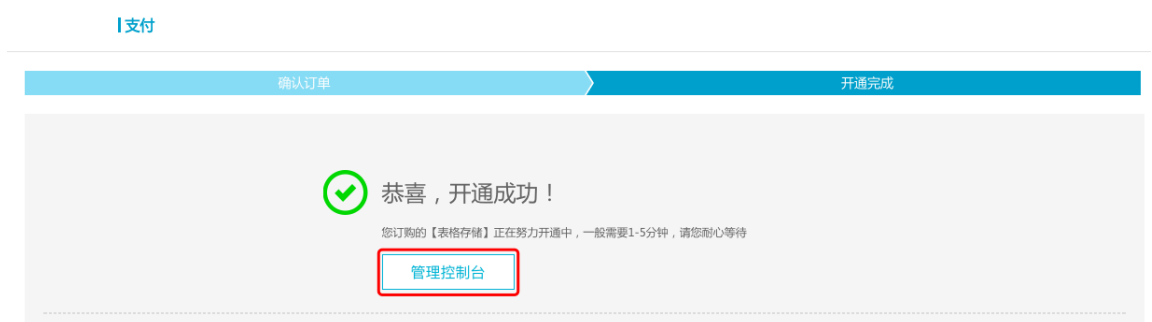 支付
确认订单
开通完成
恭喜，开通成功！
您订购的【表格存储】正在努力开通中，一般需要1-5分钟，请您耐心等待
管理控制台